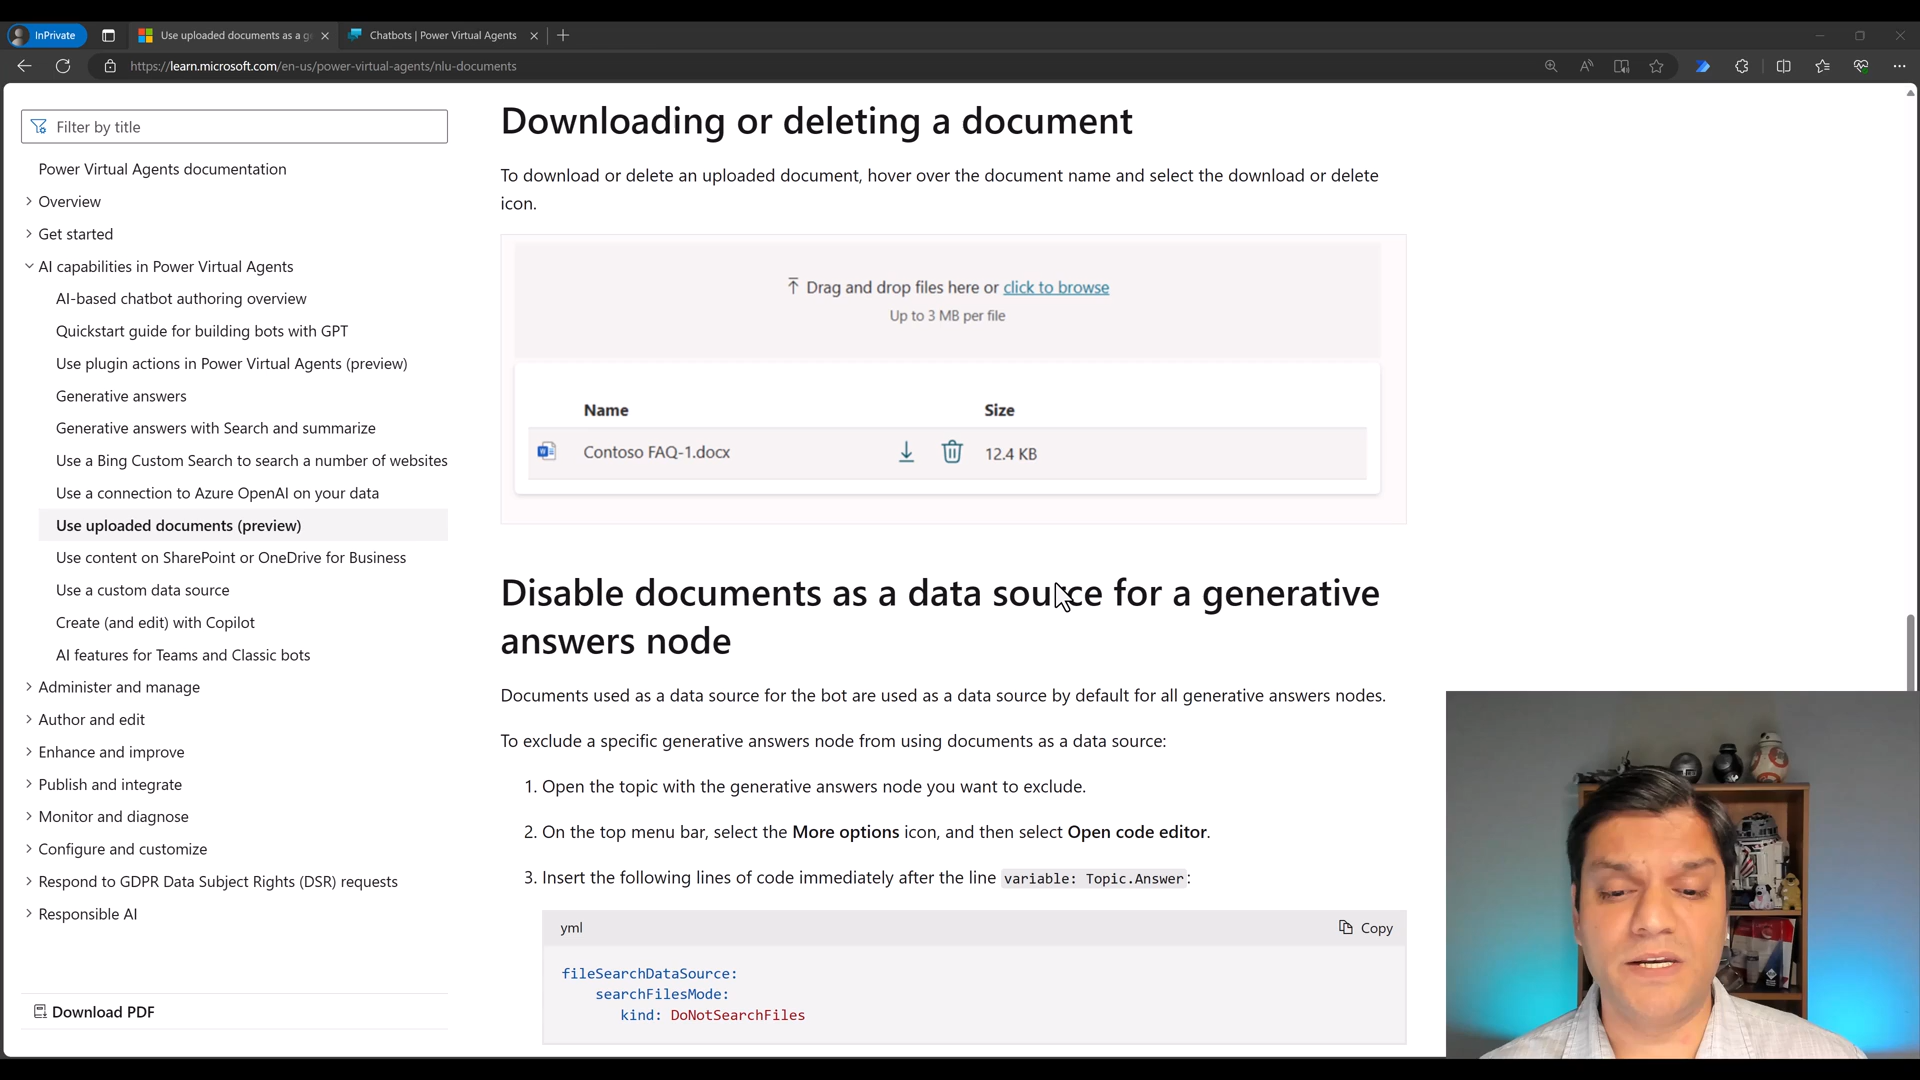 InPrivate
Use uploaded documents as a ge
Chatbots | Power Virtual Agents
https://learn.microsoft.com/en-us/power-virtual-agents/nlu-documents
Filter by title
Power Virtual Agents documentation
Overview
Get started
AI capabilities in Power Virtual Agents
AI-based chatbot authoring overview
Quickstart guide for building bots with GPT
Use plugin actions in Power Virtual Agents (preview)
Generative answers
Generative answers with Search and summarize
Use a Bing Custom Search to search a number of websites
Use a connection to Azure OpenAI on your data
Use uploaded documents (preview)
Use content on SharePoint or OneDrive for Business
Use a custom data source
Create (and edit) with Copilot
AI features for Teams and Classic bots
Administer and manage
Author and edit
Enhance and improve
Publish and integrate
Monitor and diagnose
Configure and customize
Respond to GDPR Data Subject Rights (DSR) requests
Responsible AI
Download PDF
Downloading or deleting a document
To download or delete an uploaded document, hover over the document name and select the download or delete
icon.
Drag and drop files here or click to browse
Up to 3 MB per file
Name Size
Contoso FAQ-1.docx 12.4 KB
Disable documents as a data source for a generative
answers node
Documents used as a data source for the bot are used as a data source by default for all generative answers nodes.
To exclude a specific generative answers node from using documents as a data source:
1. Open the topic with the generative answers node you want to exclude.
2. On the top menu bar, select the More options icon, and then select Open code editor.
3. Insert the following lines of code immediately after the line variable: Topic.Answer:
yml Copy
fileSearchDataSource:
searchFilesMode:
kind: DoNotSearchFiles